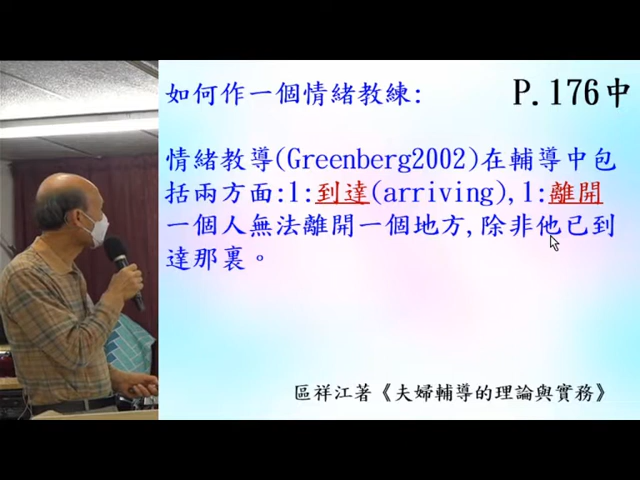 如何作一個情緒教練:
P.176中
情緒教導(Greenberg2002)在輔導中包
括兩方面:1:到達(arriving),1:離開
一個人無法離開一個地方,除非他已到
達那裏。
區祥江著《夫婦輔導的理論與實務》